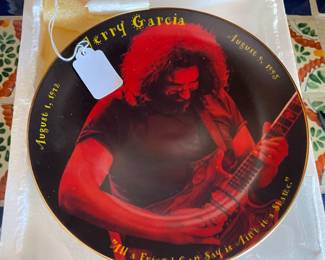 Jerry Garcia
August 1, 1942
August 9, 1995
"All a Friend Can Say is Ain't it a Shame."